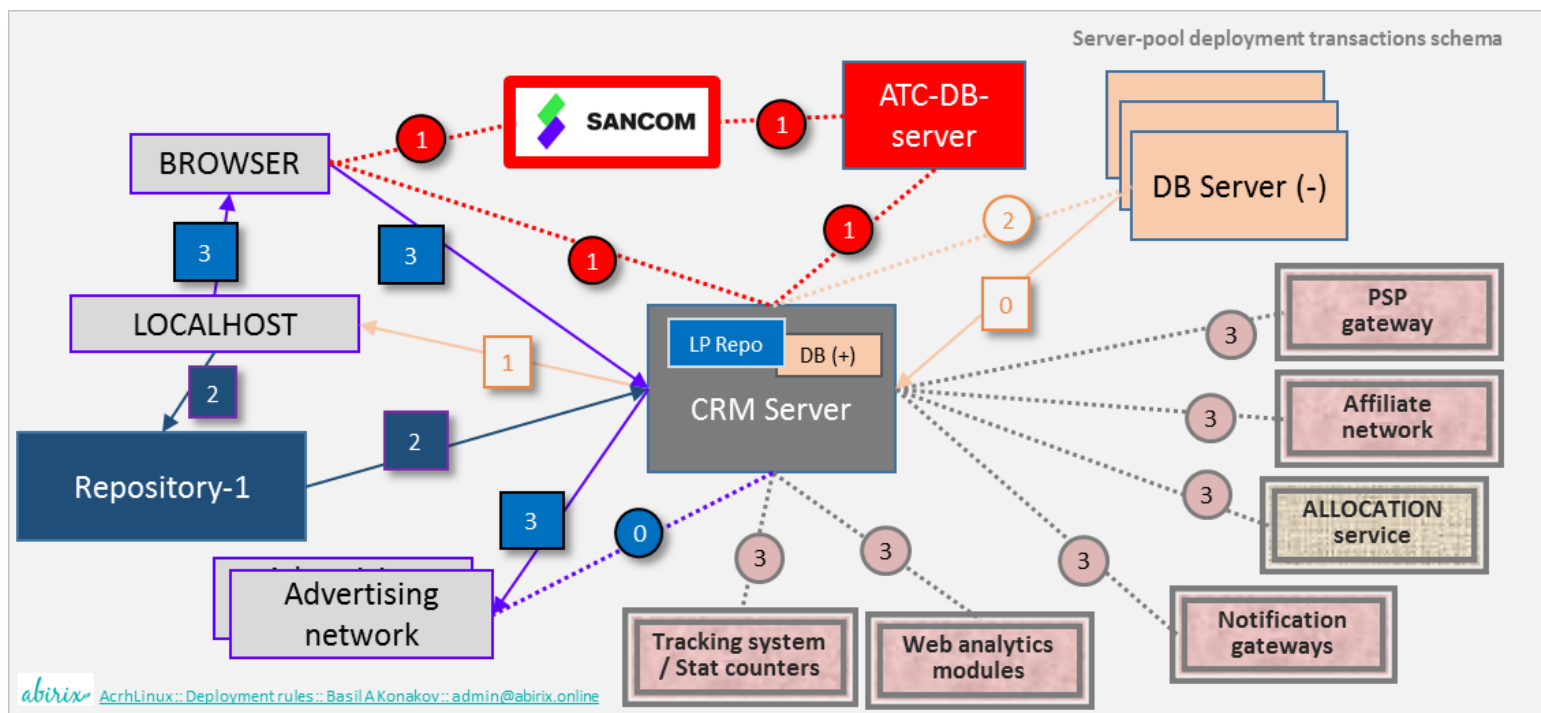 Server-pool deployment transactions schema
SANCOM
ATC-DB-
server
1
1
BROWSER
DB Server (-)
2
1
1
3
3
0
LOCALHOST
PSP
gateway
3
LP Repo
DB (+)
1
2
CRM Server
Affiliate
network
3
2
Repository-1
3
ALLOCATION
service
3
0
3
3
3
Advertising
network
Tracking system
/ Stat counters
Web analytics
modules
Notification
gateways
abirix
AcrhLinux :: Deployment rules :: Basil A Konakov :: admin@abirix.online